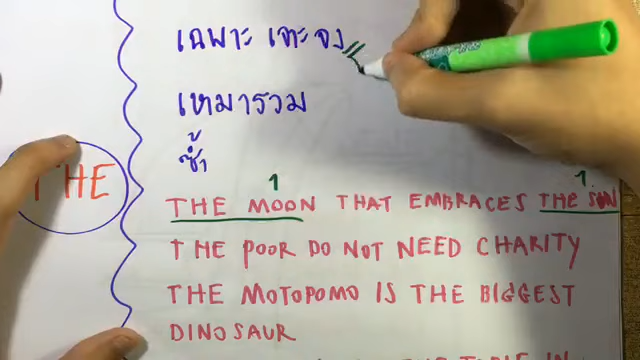 เฉพาะ เจาะจง
เหมารวม
ซ้ำ
THE
1 1
THE MOON THAT EMBRACES THE SUN
THE POOR DO NOT NEED CHARITY
THE MOTOPOMO IS THE BIGGEST
DINOSAUR